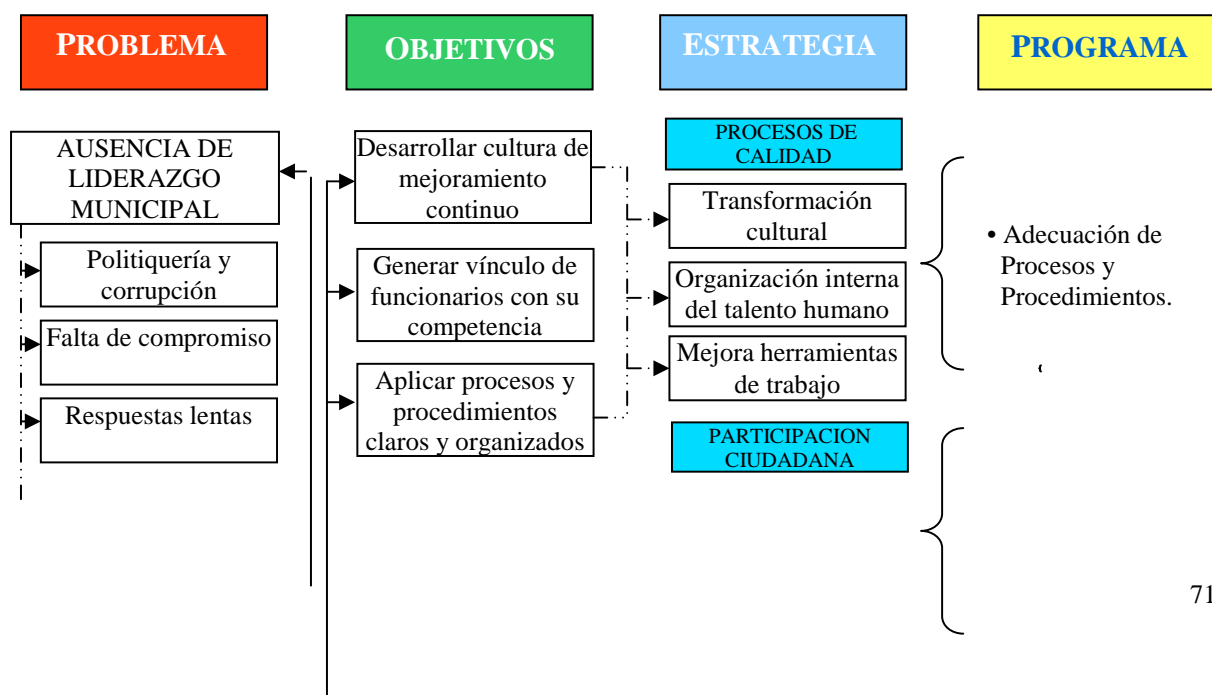 PROBLEMA
OBJETIVOS
ESTRATEGIA
PROGRAMA
AUSENCIA DE
LIDERAZGO
MUNICIPAL
Politiquería y
corrupción
Falta de compromiso
Respuestas lentas
Desarrollar cultura de
mejoramiento
continuo
Generar vínculo de
funcionarios con su
competencia
Aplicar procesos y
procedimientos
claros y organizados
PROCESOS DE
CALIDAD
Transformación
cultural
Organización interna
del talento humano
Mejora herramientas
de trabajo
PARTICIPACION
CIUDADANA
• Adecuación de
Procesos y
Procedimientos.
71